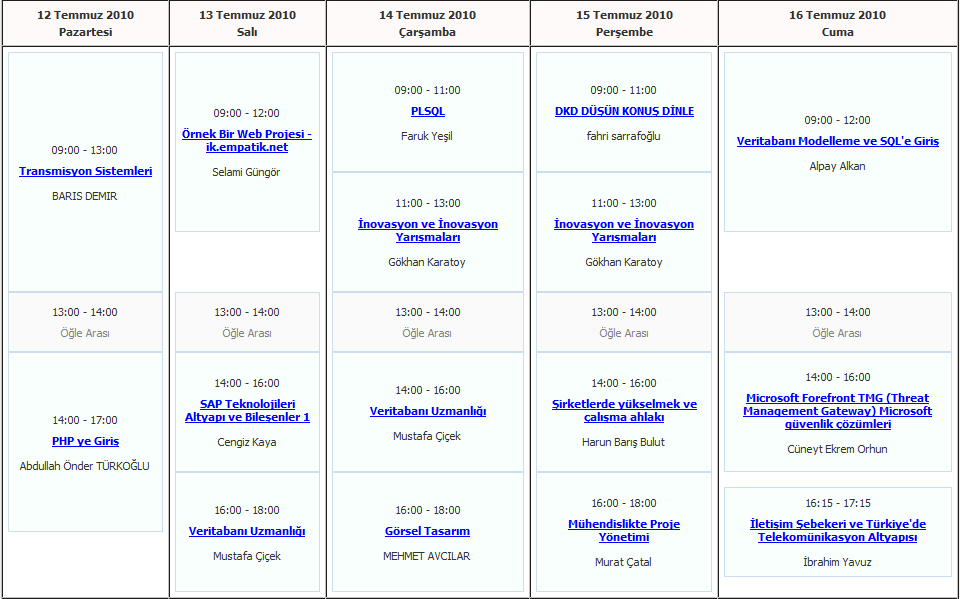 12 Temmuz 2010
Pazartesi
13 Temmuz 2010
Salı
14 Temmuz 2010
Çarşamba
15 Temmuz 2010
Perşembe
16 Temmuz 2010
Cuma
09:00 - 13:00
Transmisyon Sistemleri
BARIS DEMIR
13:00 - 14:00
Öğle Arası
14:00 - 17:00
PHP ye Giriş
Abdullah Önder TÜRKOĞLU
09:00 - 12:00
Örnek Bir Web Projesi -
ik.empatik.net
Selami Güngör
13:00 - 14:00
Öğle Arası
14:00 - 16:00
SAP Teknolojileri
Altyapı ve Bileşenler 1
Cengiz Kaya
16:00 - 18:00
Veritabanı Uzmanlığı
Mustafa Çiçek
09:00 - 11:00
PLSQL
Faruk Yeşil
11:00 - 13:00
İnovasyon ve İnovasyon
Yarışmaları
Gökhan Karatoy
13:00 - 14:00
Öğle Arası
14:00 - 16:00
Veritabanı Uzmanlığı
Mustafa Çiçek
16:00 - 18:00
Görsel Tasarım
MEHMET AVCILAR
09:00 - 11:00
DKD DÜŞÜN KONUŞ DİNLE
fahri sarrafoğlu
11:00 - 13:00
İnovasyon ve İnovasyon
Yarışmaları
Gökhan Karatoy
13:00 - 14:00
Öğle Arası
14:00 - 16:00
Şirketlerde yükselmek ve
çalışma ahlakı
Harun Barış Bulut
16:00 - 18:00
Mühendislikte Proje
Yönetimi
Murat Çatal
09:00 - 12:00
Veritabanı Modelleme ve SQL'e Giriş
Alpay Alkan
13:00 - 14:00
Öğle Arası
14:00 - 16:00
Microsoft Forefront TMG (Threat
Management Gateway) Microsoft
güvenlik çözümleri
Cüneyt Ekrem Orhun
16:15 - 17:15
İletişim Şebekeri ve Türkiye'de
Telekomünikasyon Altyapısı
İbrahim Yavuz